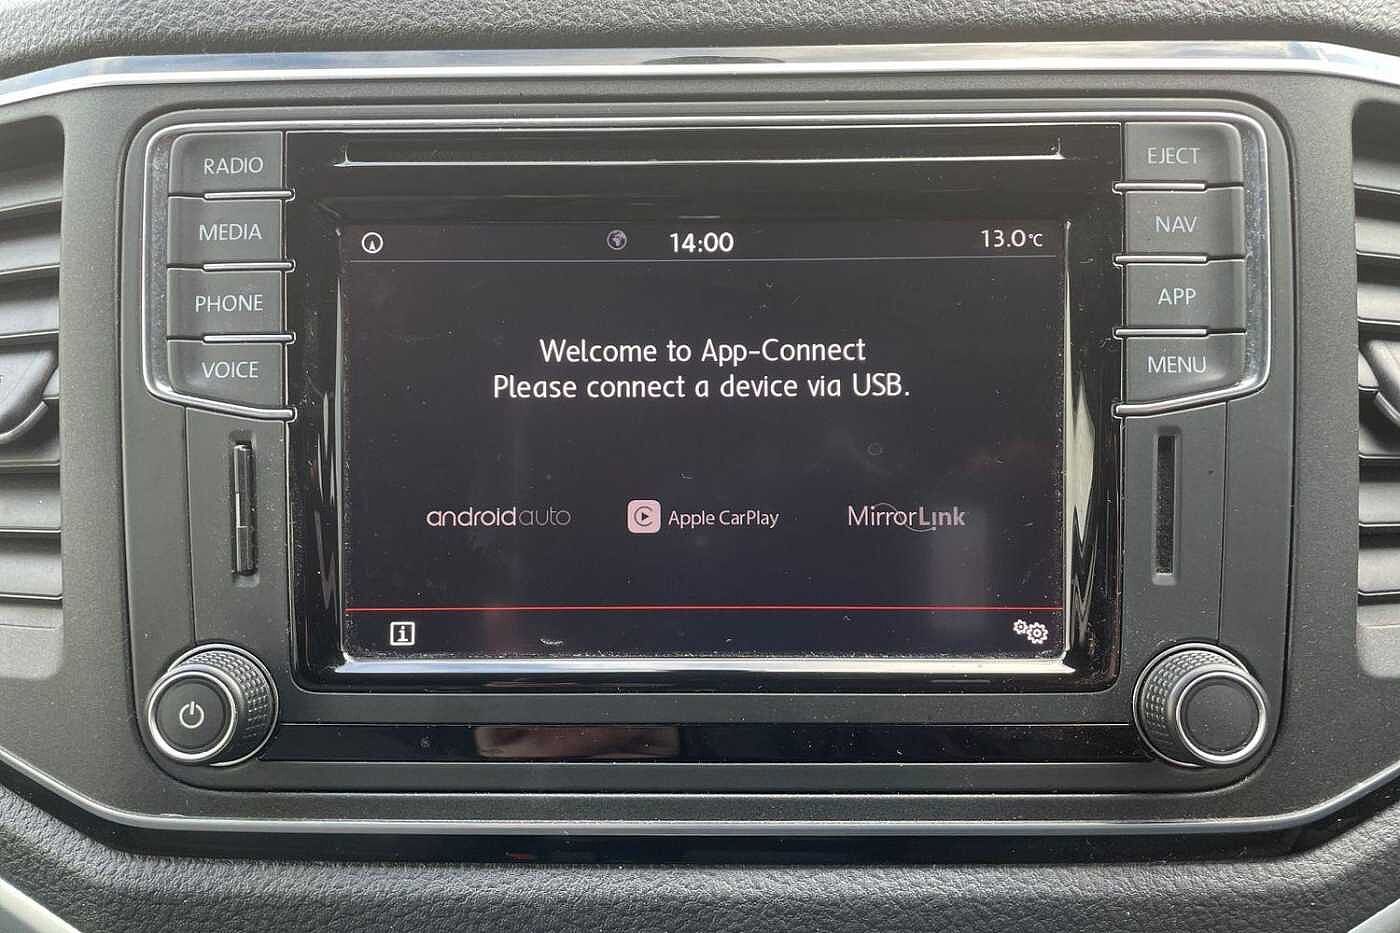 RADIO
MEDIA
PHONE
VOICE
EJECT
NAV
APP
MENU
14:00
13.0°C
Welcome to App-Connect
Please connect a device via USB.
androidauto
Apple CarPlay
MirrorLink
i